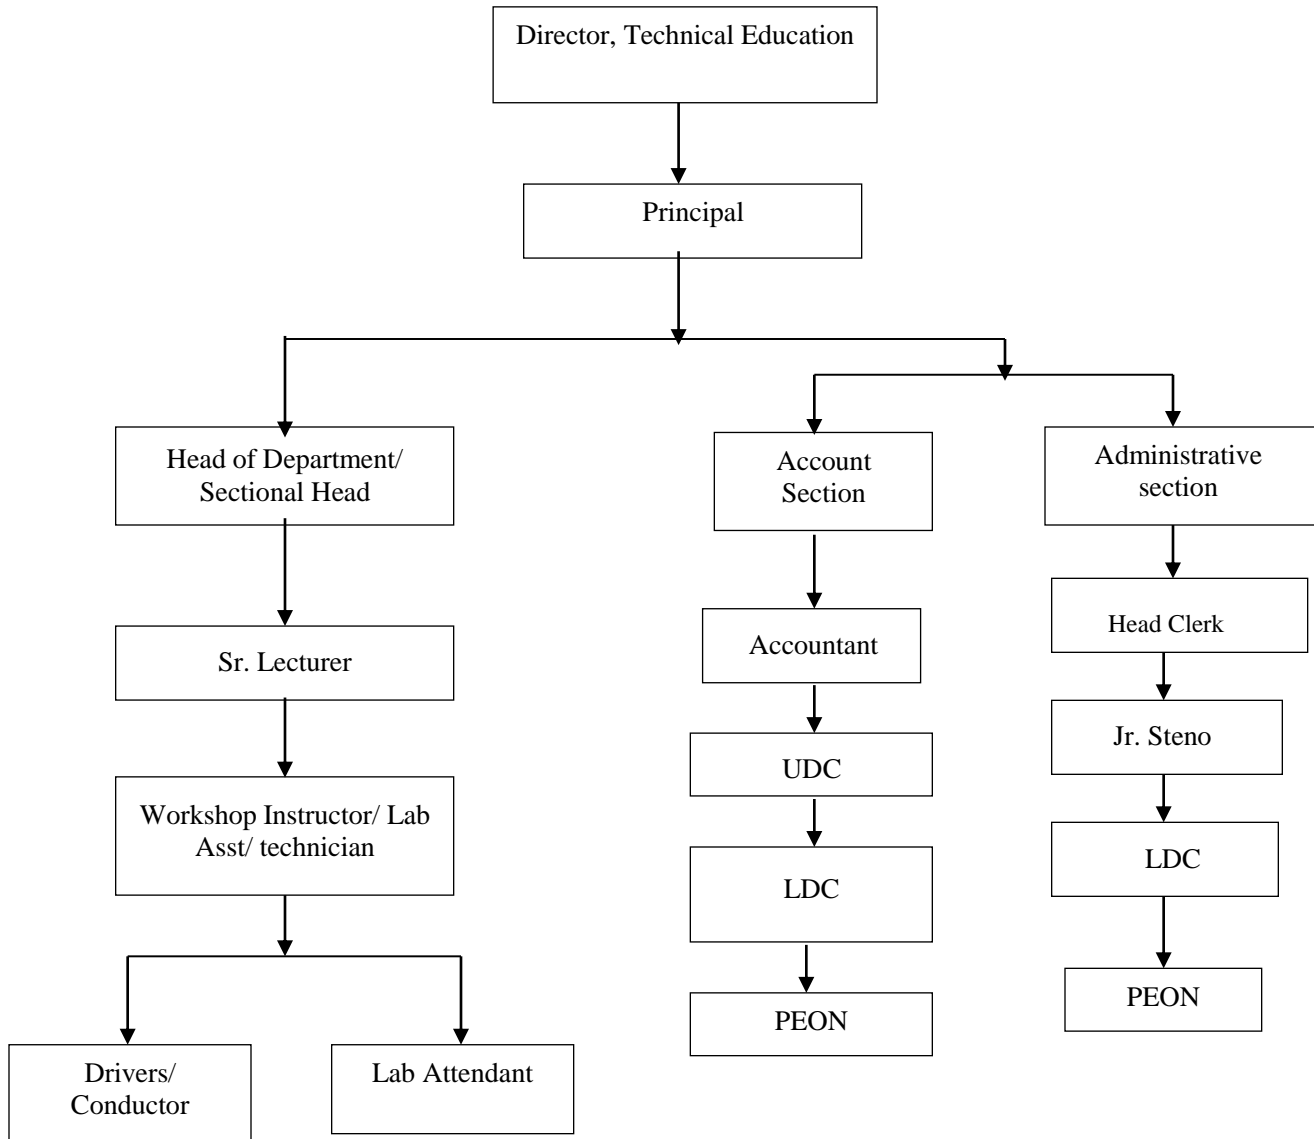 Director, Technical Education
Principal
Head of Department/
Sectional Head
Account
Section
Administrative
section
Head Clerk
Accountant
Sr. Lecturer
Jr. Steno
UDC
Workshop Instructor/ Lab
Asst/ technician
LDC
LDC
PEON
PEON
Drivers/
Conductor
Lab Attendant